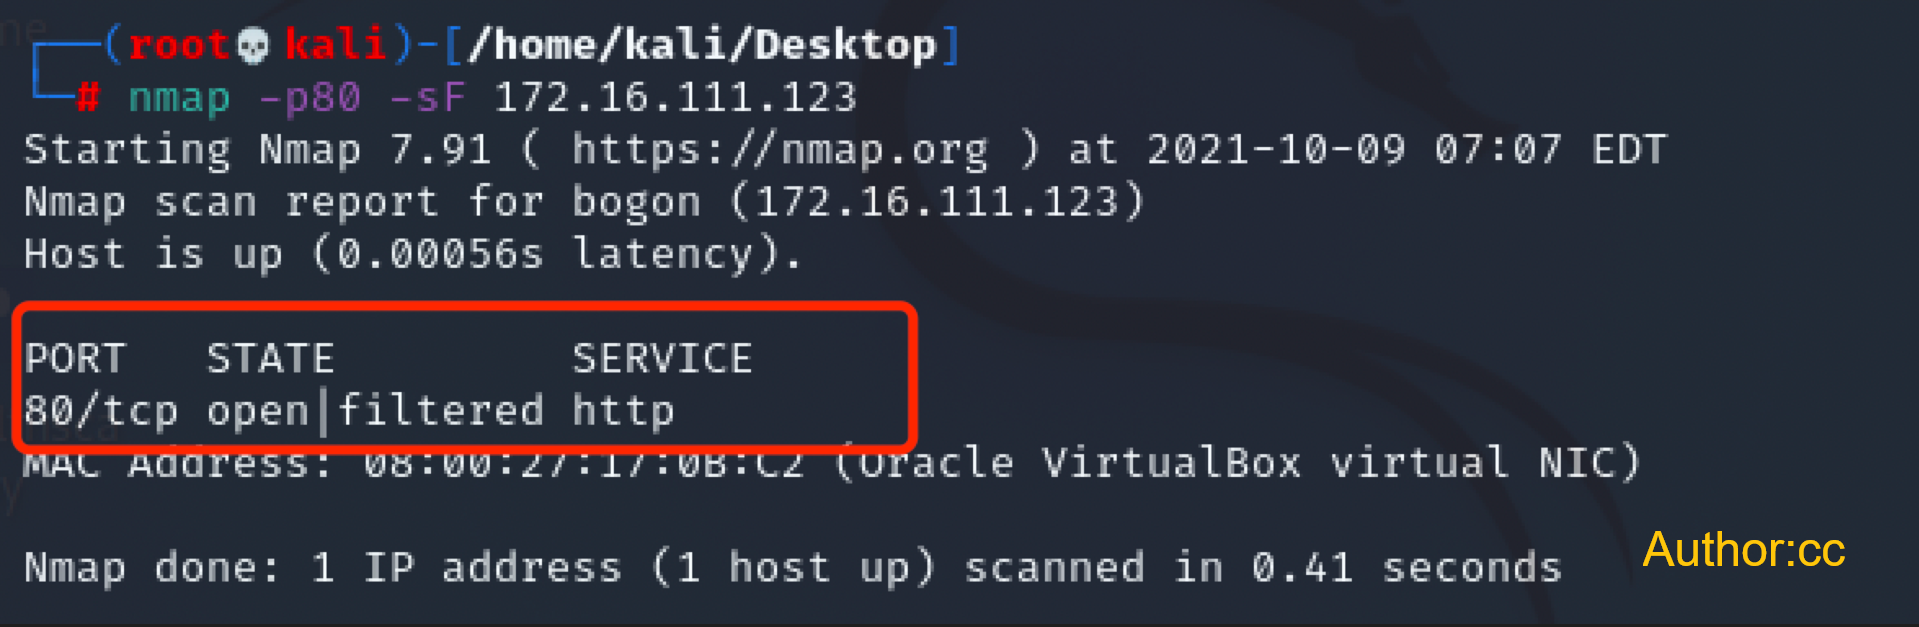 (root💀kali)-[/home/kali/Desktop]
# nmap -p80 -sF 172.16.111.123
Starting Nmap 7.91 ( https://nmap.org ) at 2021-10-09 07:07 EDT
Nmap scan report for bogon (172.16.111.123)
Host is up (0.00056s latency).
PORT   STATE         SERVICE
80/tcp open|filtered http
MAC Address: 08:00:27:17:0B:C2 (Oracle VirtualBox virtual NIC)
Nmap done: 1 IP address (1 host up) scanned in 0.41 seconds
Author:cc